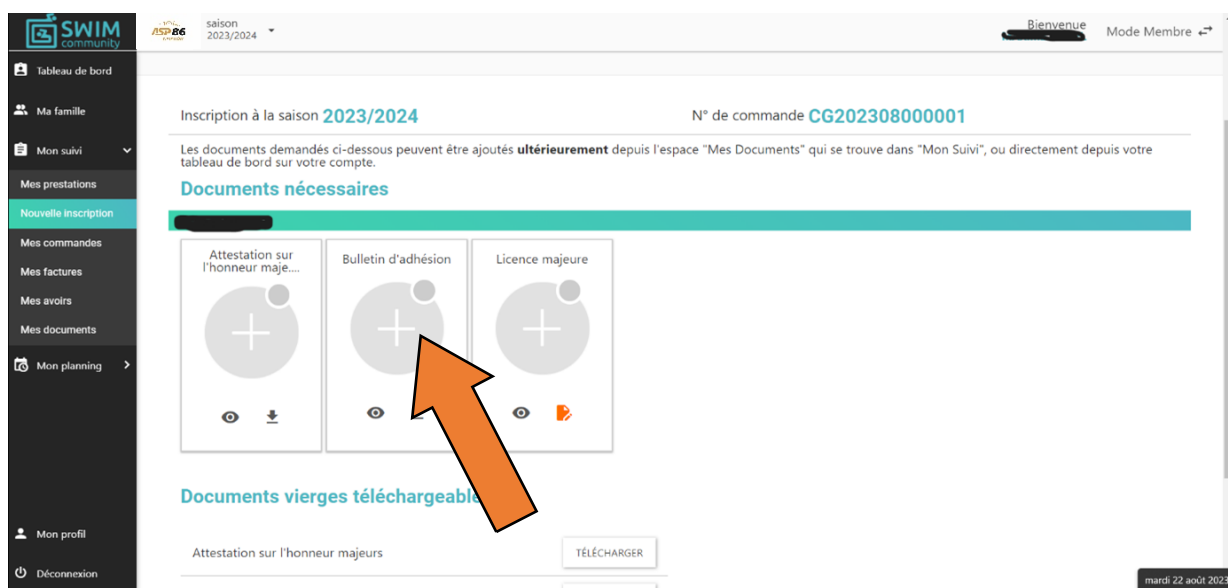 SWIM
community
ASP86
saison
2023/2024
Bienvenue
Mode Membre
Tableau de bord
Ma famille
Mon suivi
Mes prestations
Nouvelle inscription
Mes commandes
Mes factures
Mes avoirs
Mes documents
Mon planning
Mon profil
Déconnexion
Inscription à la saison 2023/2024
N° de commande CG202308000001
Les documents demandés ci-dessous peuvent être ajoutés ultérieurement depuis l'espace "Mes Documents" qui se trouve dans "Mon Suivi", ou directement depuis votre
tableau de bord sur votre compte.
Documents nécessaires
Attestation sur
l'honneur maje....
Bulletin d'adhésion
Licence majeure
Documents vierges téléchargeable
Attestation sur l'honneur majeurs
TÉLÉCHARGER
mardi 22 août 2023